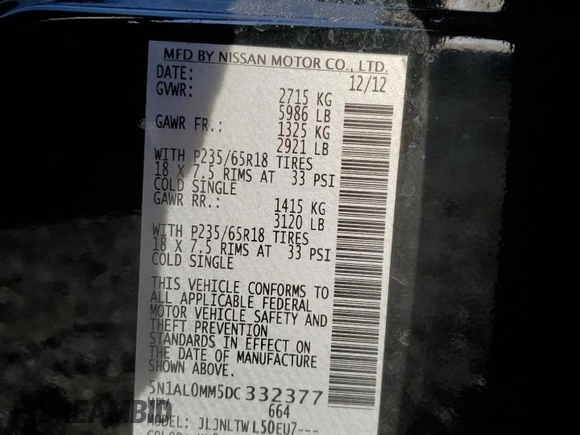 MFD BY NISSAN MOTOR CO., LTD.
DATE: 12/12
GVWR: 2715 KG
5986 LB
GAWR FR.: 1325 KG
2921 LB
WITH P235/65R18 TIRES
18 X 7.5 RIMS AT 33 PSI
COLD SINGLE
GAWR RR.: 1415 KG
3120 LB
WITH P235/65R18 TIRES
18 X 7.5 RIMS AT 33 PSI
COLD SINGLE
THIS VEHICLE CONFORMS TO
ALL APPLICABLE FEDERAL
MOTOR VEHICLE SAFETY AND
THEFT PREVENTION
STANDARDS IN EFFECT ON
THE DATE OF MANUFACTURE
SHOWN ABOVE.
5N1AL0MM5DC332377
MPV 664
MODEL: JLJNLTWL50EU7---